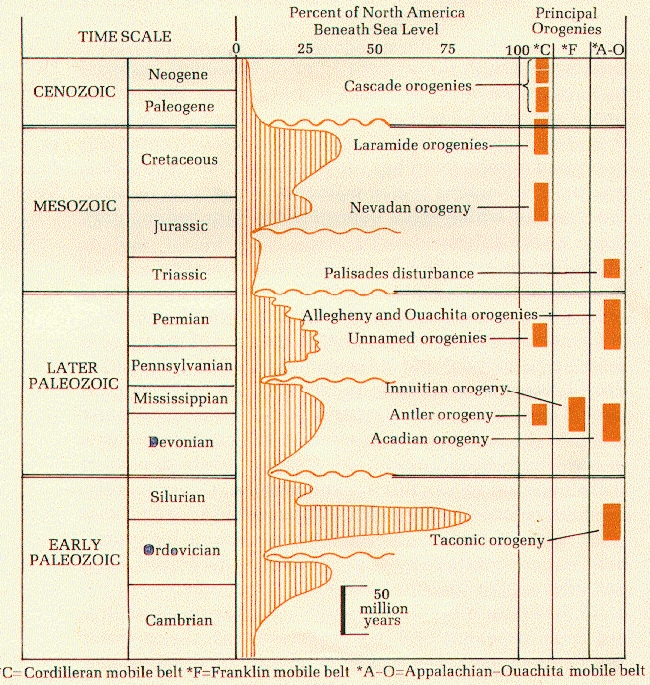 Percent of North America
Beneath Sea Level
Principal
Orogenies
TIME SCALE
0 25 50 75 100 *C *F *A-O
CENOZOIC
Neogene
Paleogene
Cascade orogenies
MESOZOIC
Cretaceous
Jurassic
Triassic
Laramide orogenies
Nevadan orogeny
Palisades disturbance
LATER
PALEOZOIC
Permian
Pennsylvanian
Mississippian
Devonian
Allegheny and Ouachita orogenies
Unnamed orogenies
Innuitian orogeny
Antler orogeny
Acadian orogeny
EARLY
PALEOZOIC
Silurian
Ordovician
Cambrian
Taconic orogeny
50
million
years
*C=Cordilleran mobile belt *F=Franklin mobile belt *A-O=Appalachian-Ouachita mobile belt